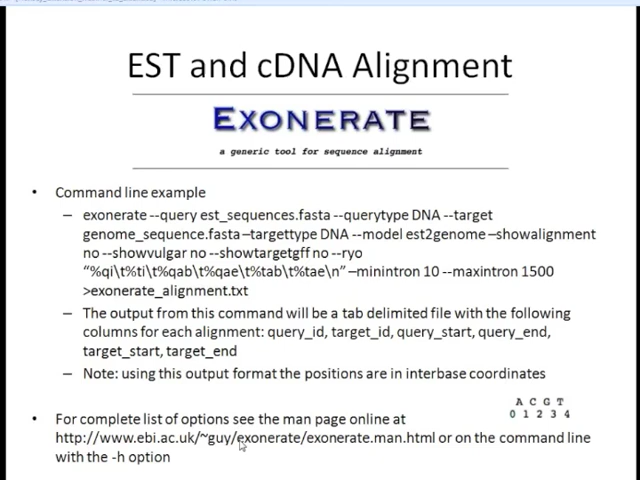 EST and cDNA Alignment
EXONERATE
a generic tool for sequence alignment
• Command line example
– exonerate --query est_sequences.fasta --querytype DNA --target
genome_sequence.fasta –targettype DNA --model est2genome –showalignment
no --showvulgar no --showtargetgff no --ryo
“%qi\t%ti\t%qab\t%qae\t%tab\t%tae\n” –minintron 10 --maxintron 1500
>exonerate_alignment.txt
– The output from this command will be a tab delimited file with the following
columns for each alignment: query_id, target_id, query_start, query_end,
target_start, target_end
– Note: using this output format the positions are in interbase coordinates
A C G T
0 1 2 3 4
• For complete list of options see the man page online at
http://www.ebi.ac.uk/~guy/exonerate/exonerate.man.html or on the command line
with the -h option